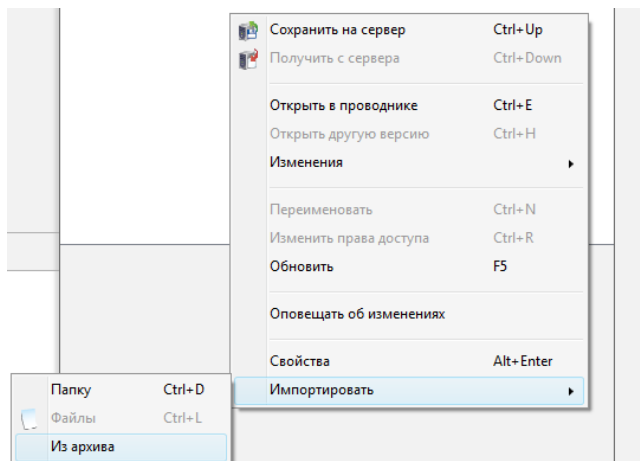 Сохранить на сервер Ctrl+Up
Получить с сервера Ctrl+Down
Открыть в проводнике Ctrl+E
Открыть другую версию Ctrl+H
Изменения
Переименовать Ctrl+N
Изменить права доступа Ctrl+R
Обновить F5
Оповещать об изменениях
Свойства Alt+Enter
Импортировать
Папку Ctrl+D
Файлы Ctrl+L
Из архива